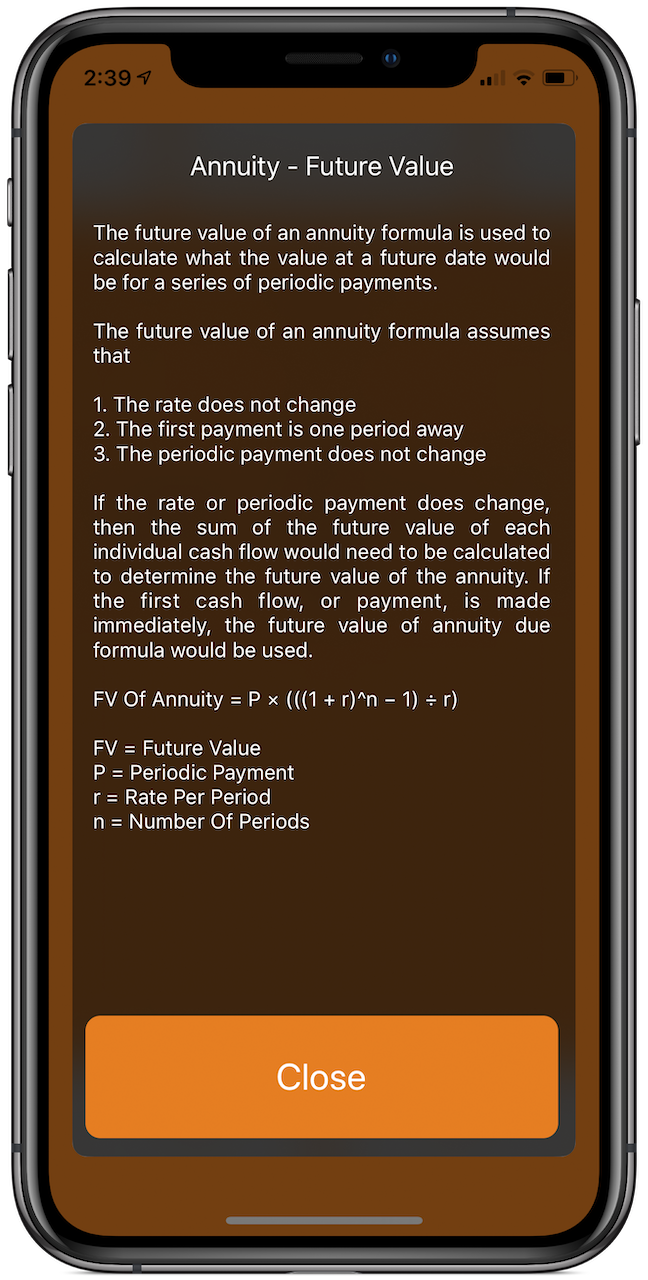 2:39
Annuity - Future Value
The future value of an annuity formula is used to
calculate what the value at a future date would
be for a series of periodic payments.
The future value of an annuity formula assumes
that
1. The rate does not change
2. The first payment is one period away
3. The periodic payment does not change
If the rate or periodic payment does change,
then the sum of the future value of each
individual cash flow would need to be calculated
to determine the future value of the annuity. If
the first cash flow, or payment, is made
immediately, the future value of annuity due
formula would be used.
FV Of Annuity = P × (((1 + r)^n − 1) ÷ r)
FV = Future Value
P = Periodic Payment
r = Rate Per Period
n = Number Of Periods
Close